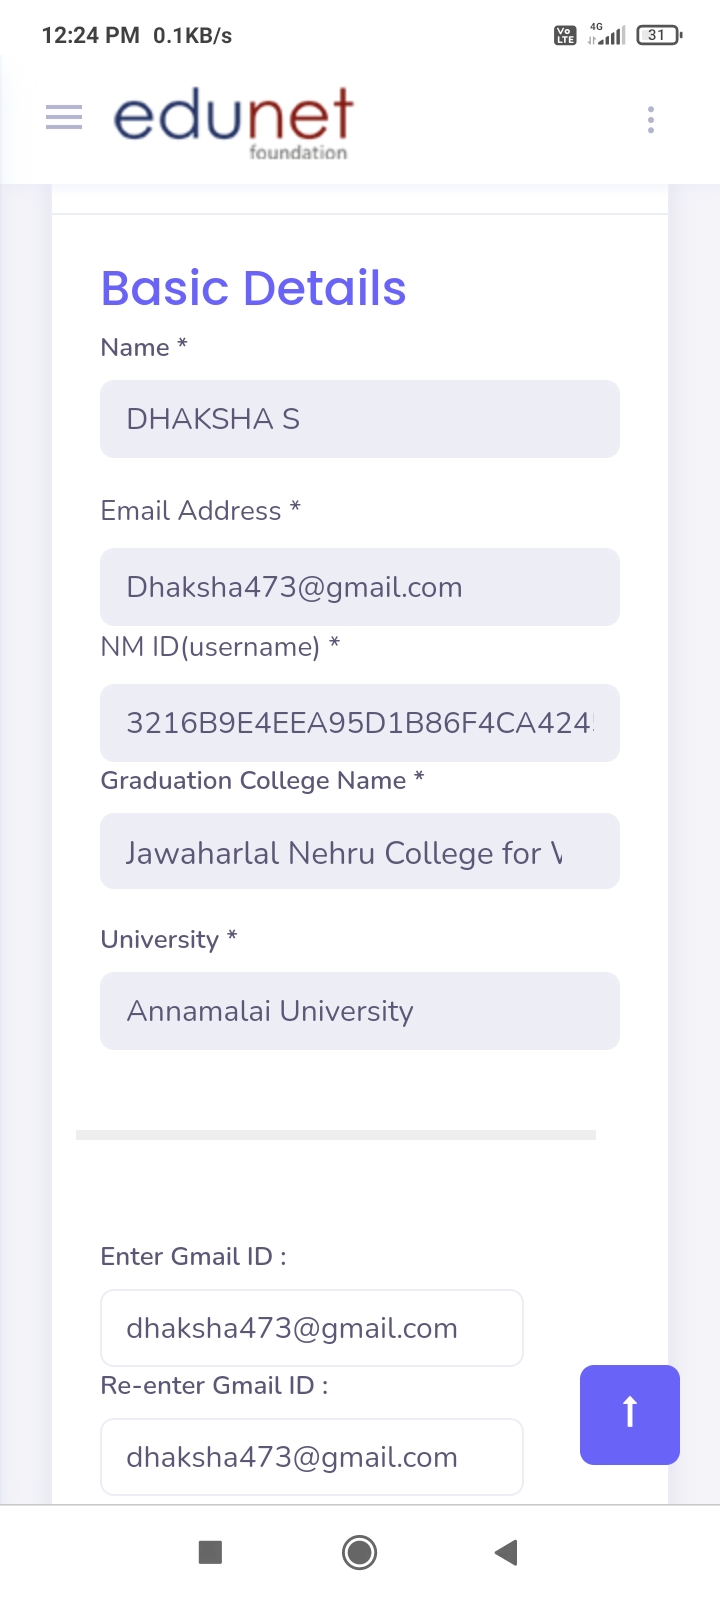 12:24 PM 0.1KB/s Vo LTE 4G 31
edunet
foundation
Basic Details
Name *
DHAKSHA S
Email Address *
Dhaksha473@gmail.com
NM ID(username) *
3216B9E4EEA95D1B86F4CA424
Graduation College Name *
Jawaharlal Nehru College for
University *
Annamalai University
Enter Gmail ID :
dhaksha473@gmail.com
Re-enter Gmail ID :
dhaksha473@gmail.com